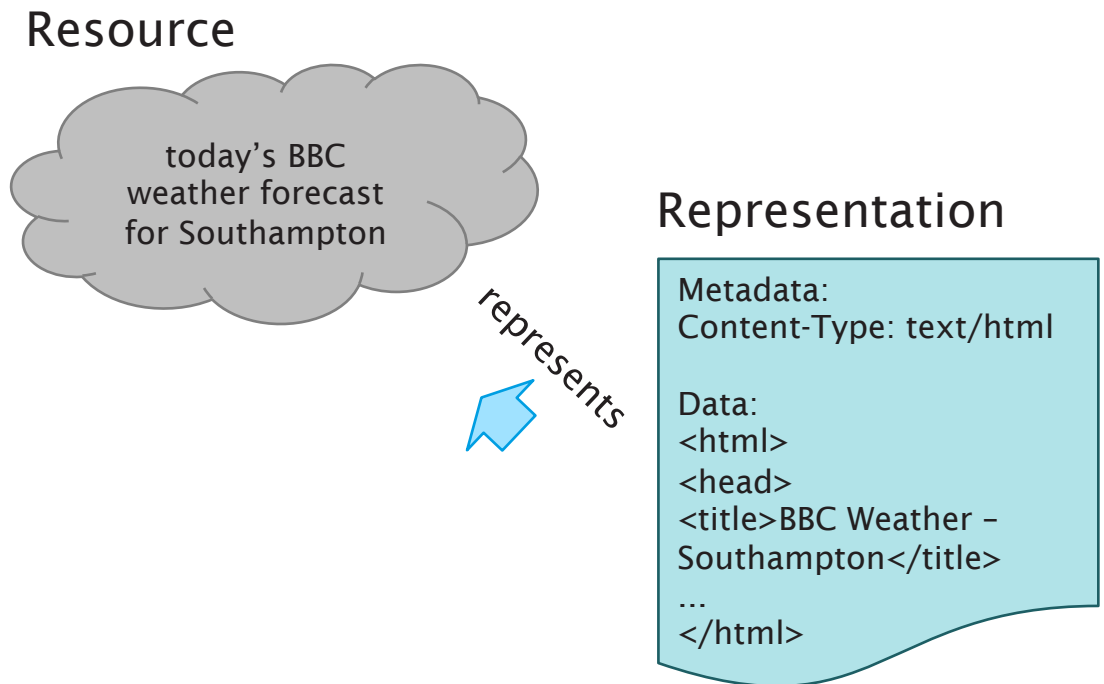 Resource
today's BBC
weather forecast
for Southampton
represents
Representation
Metadata:
Content-Type: text/html
Data:
<html>
<head>
<title>BBC Weather –
Southampton</title>
...
</html>